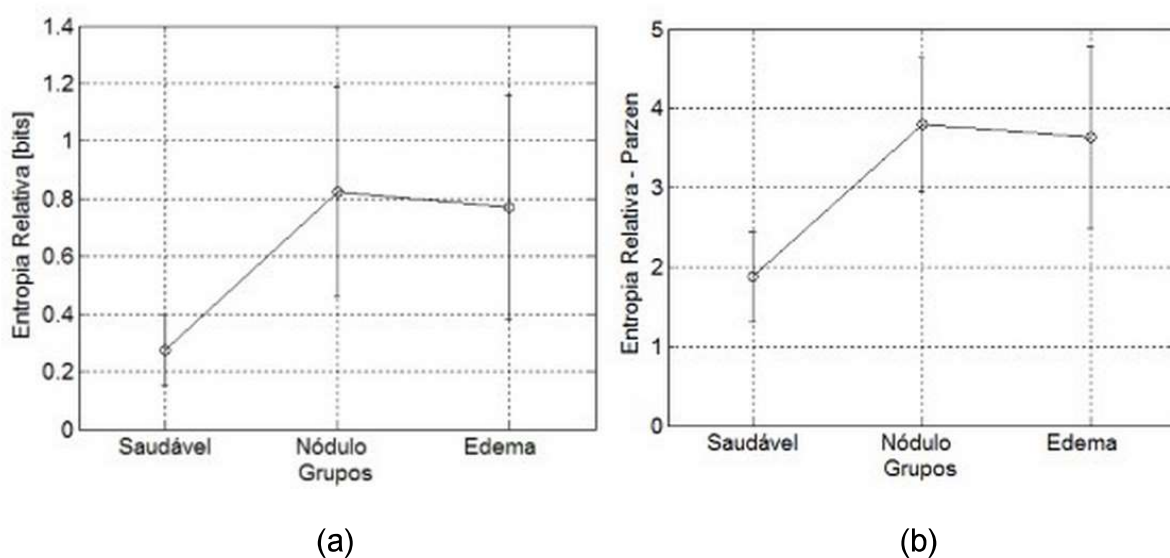 1.4
1.2
1
0.8
0.6
0.4
0.2
0
Entropia Relativa [bits]
Saudável Nódulo Edema
Grupos
(a)
5
4
3
2
1
0
Entropia Relativa - Parzen
Saudável Nódulo Edema
Grupos
(b)